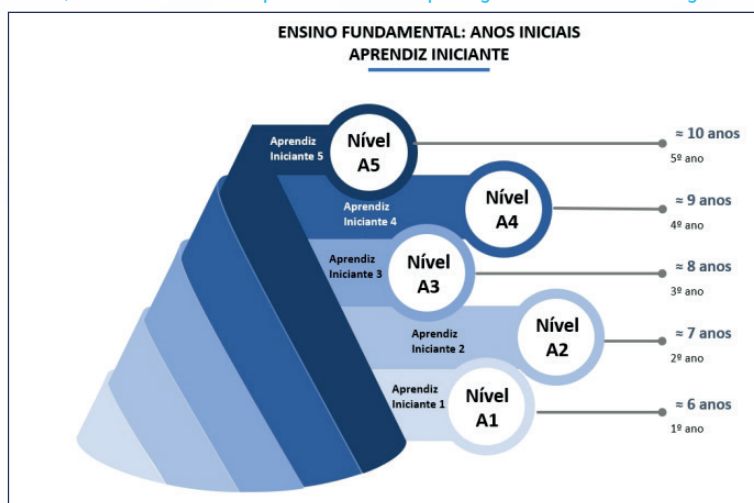 ENSINO FUNDAMENTAL: ANOS INICIAIS
APRENDIZ INICIANTE
Aprendiz
Iniciante 5
Nível
A5
≈ 10 anos
5º ano
Aprendiz
Iniciante 4
Nível
A4
≈ 9 anos
4º ano
Aprendiz
Iniciante 3
Nível
A3
≈ 8 anos
3º ano
Aprendiz
Iniciante 2
Nível
A2
≈ 7 anos
2º ano
Aprendiz
Iniciante 1
Nível
A1
≈ 6 anos
1º ano